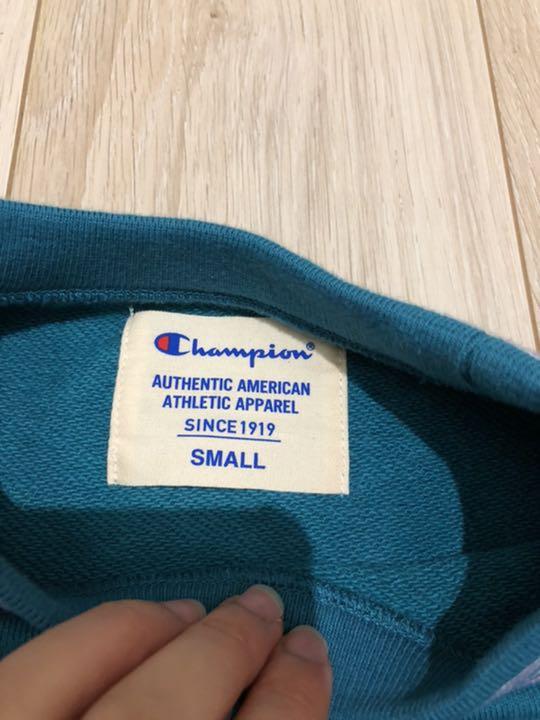 Champion®
AUTHENTIC AMERICAN
ATHLETIC APPAREL
SINCE 1919
SMALL